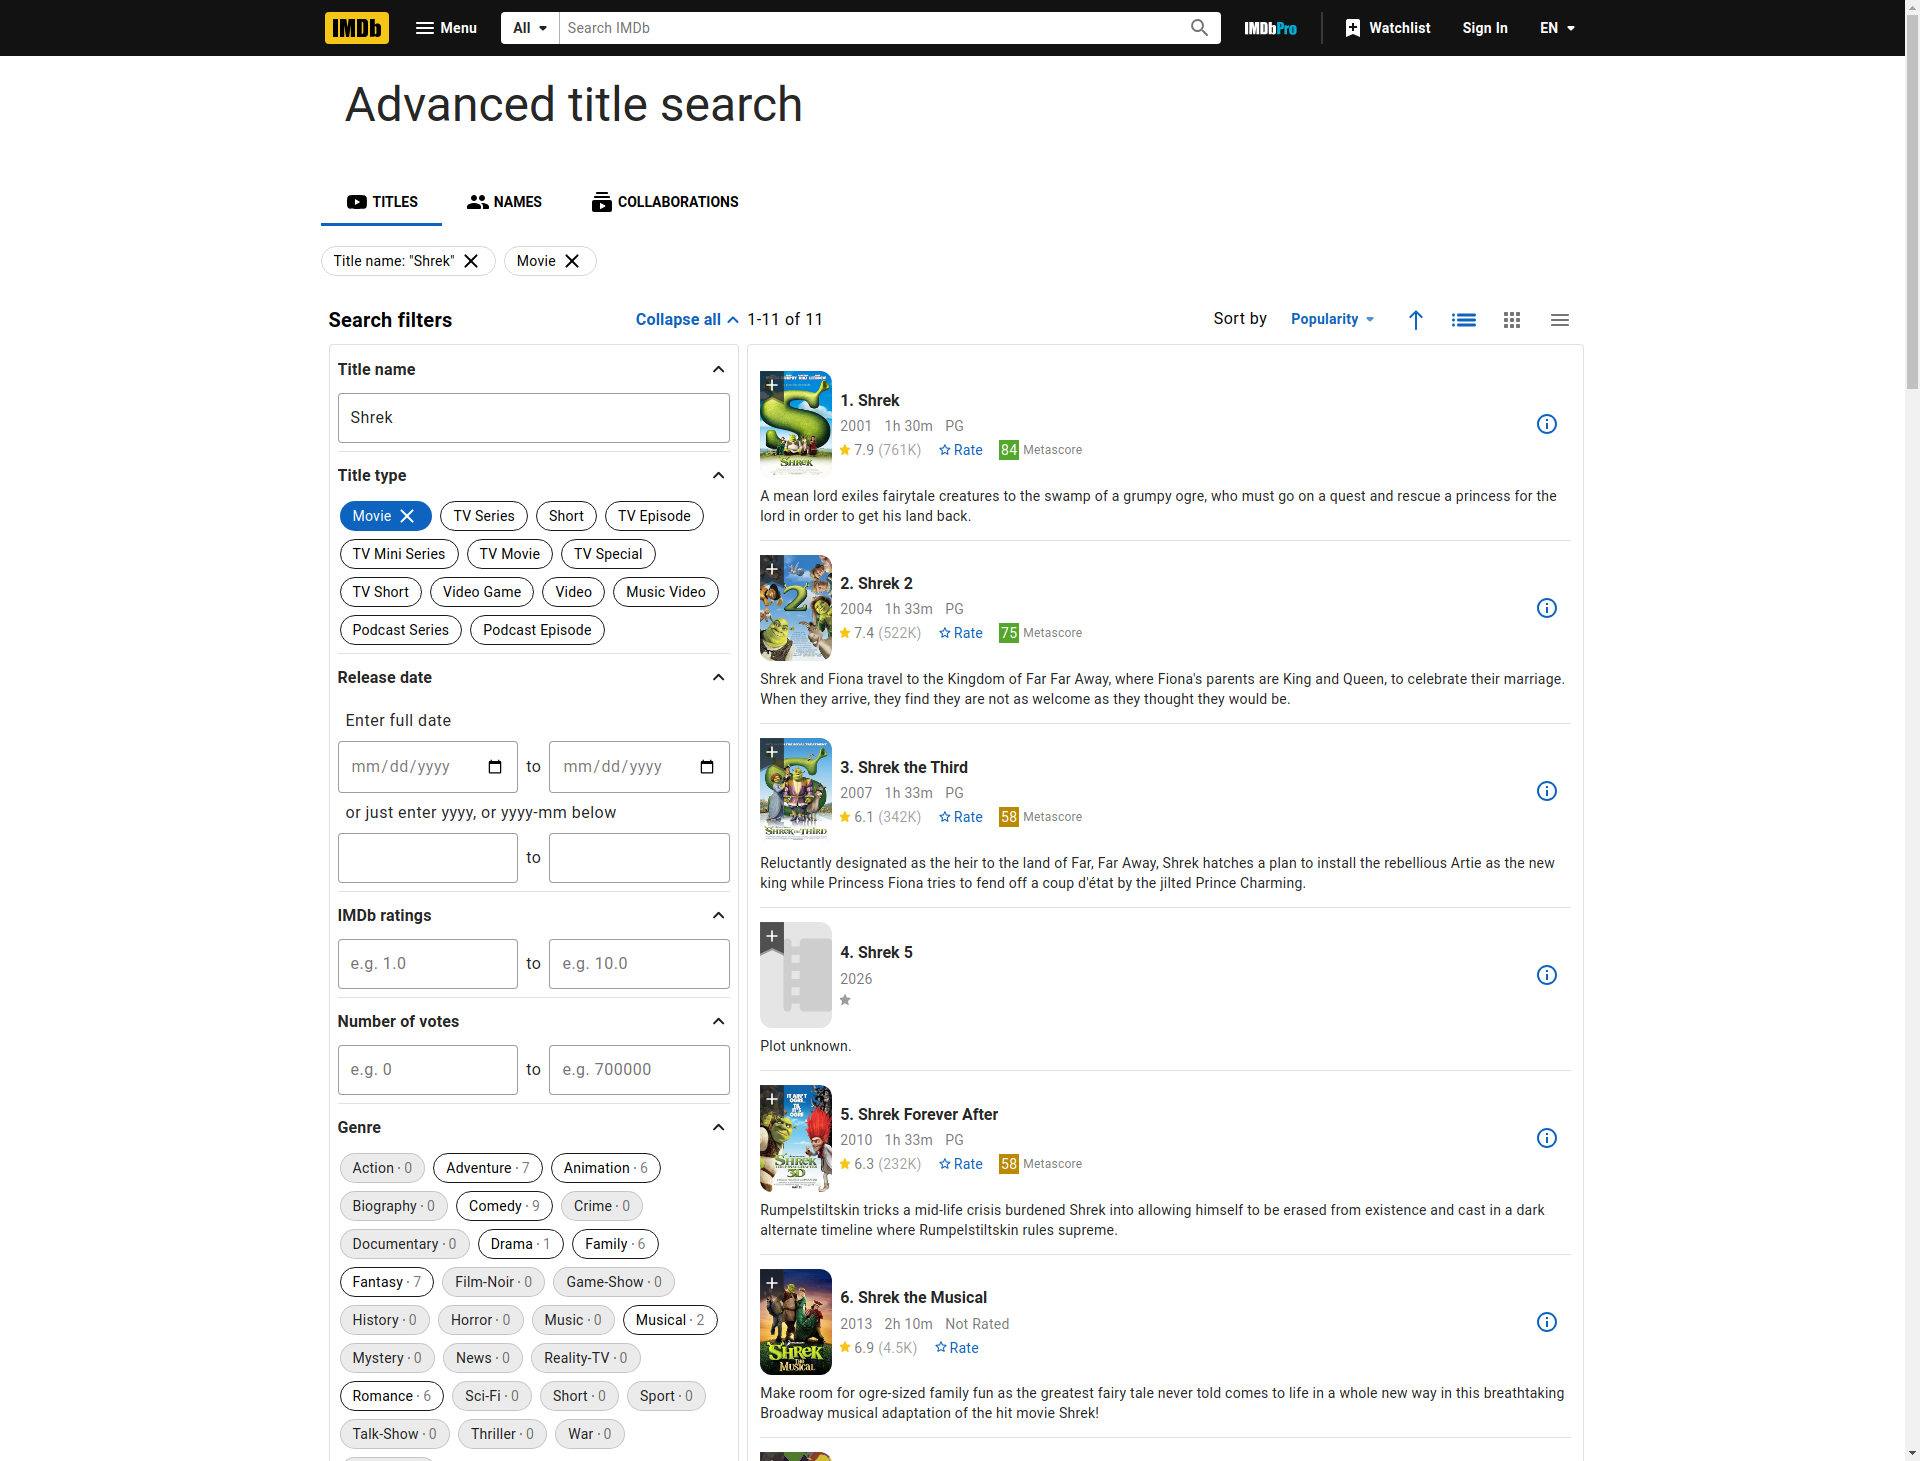 IMDb Menu All Search IMDb IMDbPro Watchlist Sign In EN
Advanced title search
TITLES NAMES COLLABORATIONS
Title name: "Shrek" Movie
Search filters Collapse all 1-11 of 11 Sort by Popularity
Title name
Shrek
Title type
Movie TV Series Short TV Episode
TV Mini Series TV Movie TV Special
TV Short Video Game Video Music Video
Podcast Series Podcast Episode
Release date
Enter full date
mm/dd/yyyy to mm/dd/yyyy
or just enter yyyy, or yyyy-mm below
to
IMDb ratings
e.g. 1.0 to e.g. 10.0
Number of votes
e.g. 0 to e.g. 700000
Genre
Action · 0 Adventure · 7 Animation · 6
Biography · 0 Comedy · 9 Crime · 0
Documentary · 0 Drama · 1 Family · 6
Fantasy · 7 Film-Noir · 0 Game-Show · 0
History · 0 Horror · 0 Music · 0 Musical · 2
Mystery · 0 News · 0 Reality-TV · 0
Romance · 6 Sci-Fi · 0 Short · 0 Sport · 0
Talk-Show · 0 Thriller · 0 War · 0
SHREK
1. Shrek
2001 1h 30m PG
7.9 (761K) Rate 84 Metascore
A mean lord exiles fairytale creatures to the swamp of a grumpy ogre, who must go on a quest and rescue a princess for the
lord in order to get his land back.
2
2. Shrek 2
2004 1h 33m PG
7.4 (522K) Rate 75 Metascore
Shrek and Fiona travel to the Kingdom of Far Far Away, where Fiona's parents are King and Queen, to celebrate their marriage.
When they arrive, they find they are not as welcome as they thought they would be.
SHREK THE THIRD
3. Shrek the Third
2007 1h 33m PG
6.1 (342K) Rate 58 Metascore
Reluctantly designated as the heir to the land of Far, Far Away, Shrek hatches a plan to install the rebellious Artie as the new
king while Princess Fiona tries to fend off a coup d'état by the jilted Prince Charming.
4. Shrek 5
2026
Plot unknown.
IT AIN'T
OGRE
TIL
IT'S
OGRE
SHREK
3D
5. Shrek Forever After
2010 1h 33m PG
6.3 (232K) Rate 58 Metascore
Rumpelstiltskin tricks a mid-life crisis burdened Shrek into allowing himself to be erased from existence and cast in a dark
alternate timeline where Rumpelstiltskin rules supreme.
SHREK
THE
MUSICAL
6. Shrek the Musical
2013 2h 10m Not Rated
6.9 (4.5K) Rate
Make room for ogre-sized family fun as the greatest fairy tale never told comes to life in a whole new way in this breathtaking
Broadway musical adaptation of the hit movie Shrek!